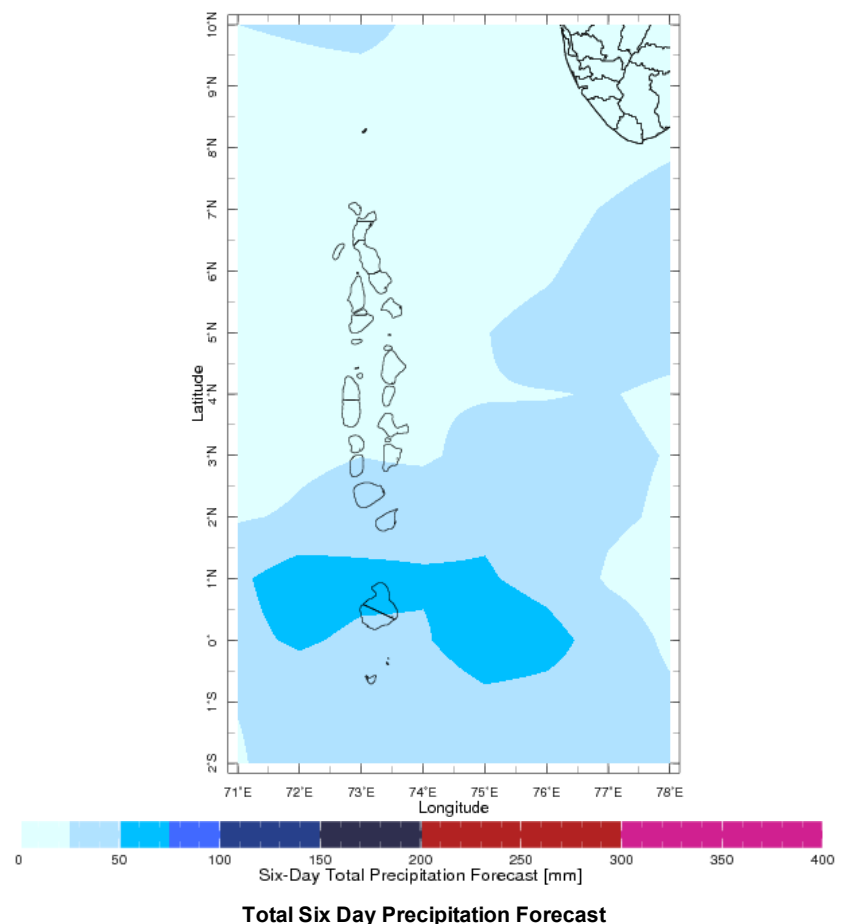 10°N
9°N
8°N
7°N
6°N
5°N
4°N
3°N
2°N
1°N
0°
1°S
2°S
Latitude
71°E 72°E 73°E 74°E 75°E 76°E 77°E 78°E
Longitude
0 50 100 150 200 250 300 350 400
Six-Day Total Precipitation Forecast [mm]
Total Six Day Precipitation Forecast